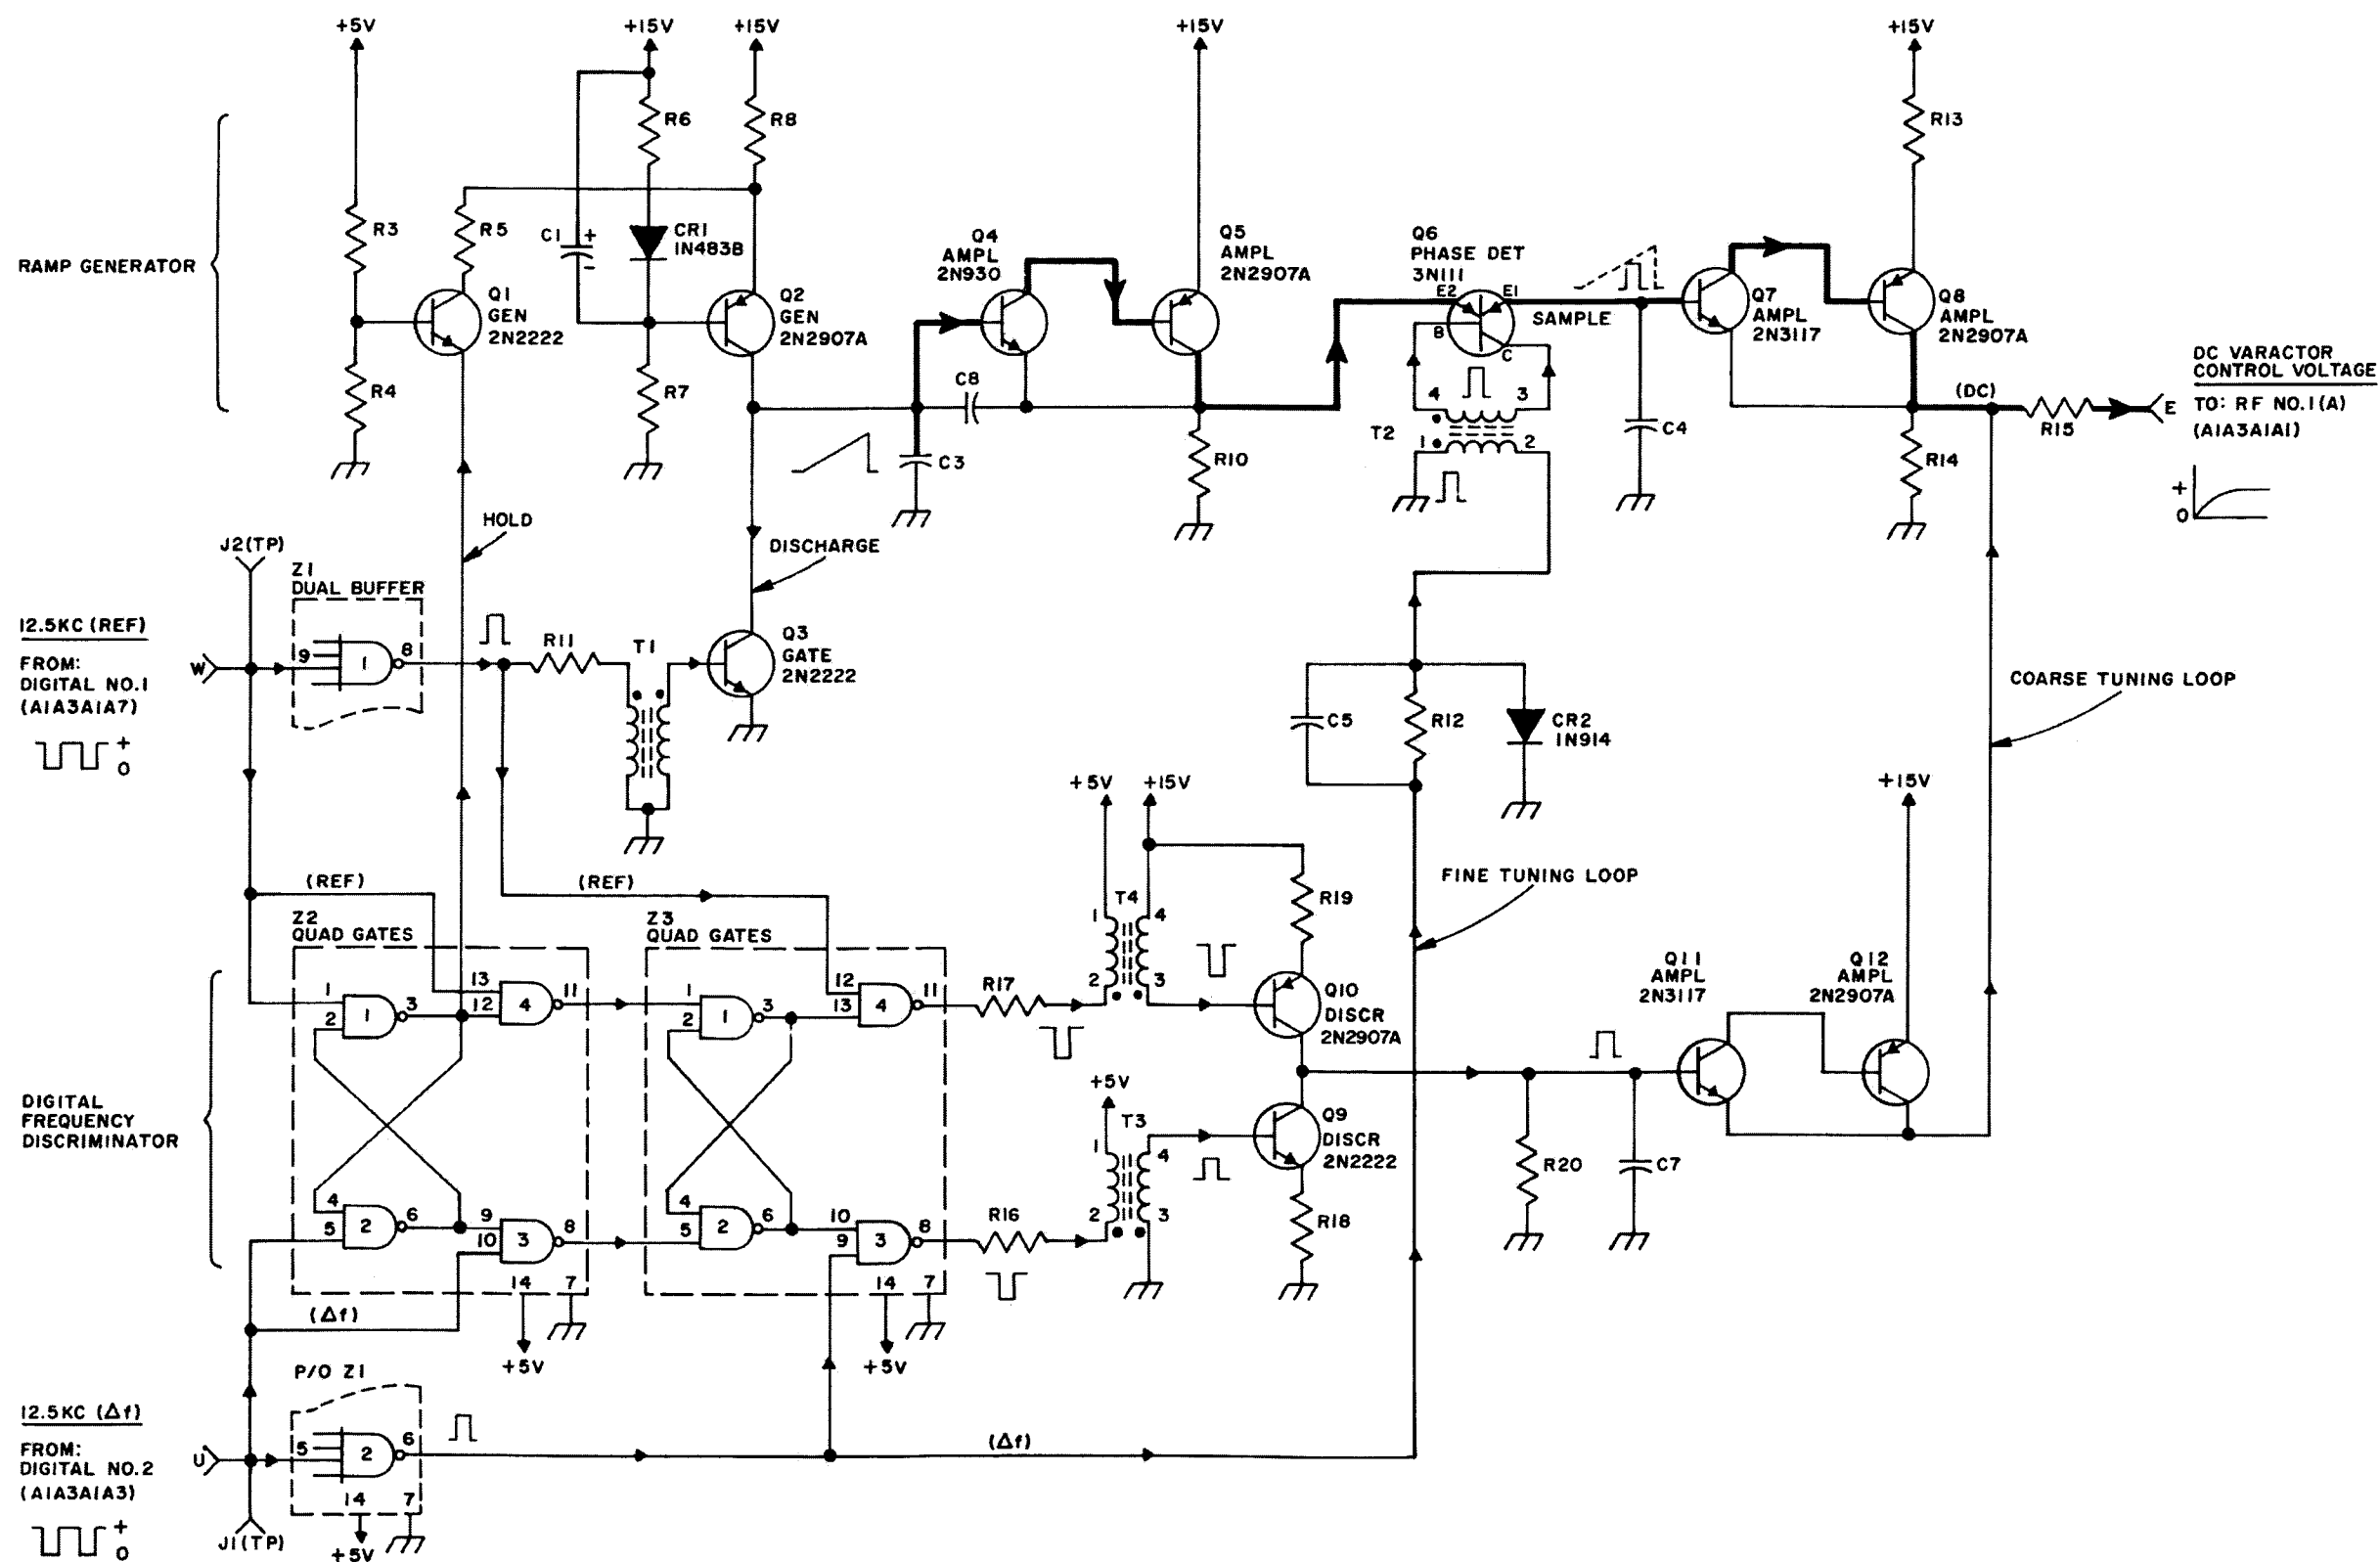 +5V
+15V
+15V
+15V
+15V
RAMP GENERATOR
R3
R4
R5
Q1
GEN
2N2222
C1
+
-
R6
CR1
1N483B
R7
R8
Q2
GEN
2N2907A
Q4
AMPL
2N930
C8
C3
Q5
AMPL
2N2907A
R10
Q6
PHASE DET
3N111
E2
E1
B
C
SAMPLE
4
3
T2
1
2
C4
Q7
AMPL
2N3117
R13
Q8
AMPL
2N2907A
(DC)
R14
R15
E
DC VARACTOR
CONTROL VOLTAGE
TO: RF NO.1(A)
(A1A3A1A1)
+
0
HOLD
DISCHARGE
J2(TP)
Z1
DUAL BUFFER
12.5KC (REF)
FROM:
DIGITAL NO.1
(A1A3A1A7)
+
0
W
9
1
8
R11
T1
Q3
GATE
2N2222
C5
R12
CR2
1N914
COARSE TUNING LOOP
FINE TUNING LOOP
(REF)
(REF)
DIGITAL
FREQUENCY
DISCRIMINATOR
Z2
QUAD GATES
1
2
1
3
13
12
4
11
4
5
2
6
9
10
3
8
14
7
+5V
Z3
QUAD GATES
1
2
1
3
12
13
4
11
4
5
2
6
10
9
3
8
14
7
+5V
R17
R16
+5V
+15V
T4
1
4
2
3
R19
Q10
DISCR
2N2907A
+5V
T3
1
4
2
3
Q9
DISCR
2N2222
R18
R20
C7
Q11
AMPL
2N3117
Q12
AMPL
2N2907A
+15V
(Δf)
P/O Z1
12.5KC (Δf)
FROM:
DIGITAL NO.2
(A1A3A1A3)
+
0
U
5
2
6
14
7
+5V
J1(TP)
(Δf)